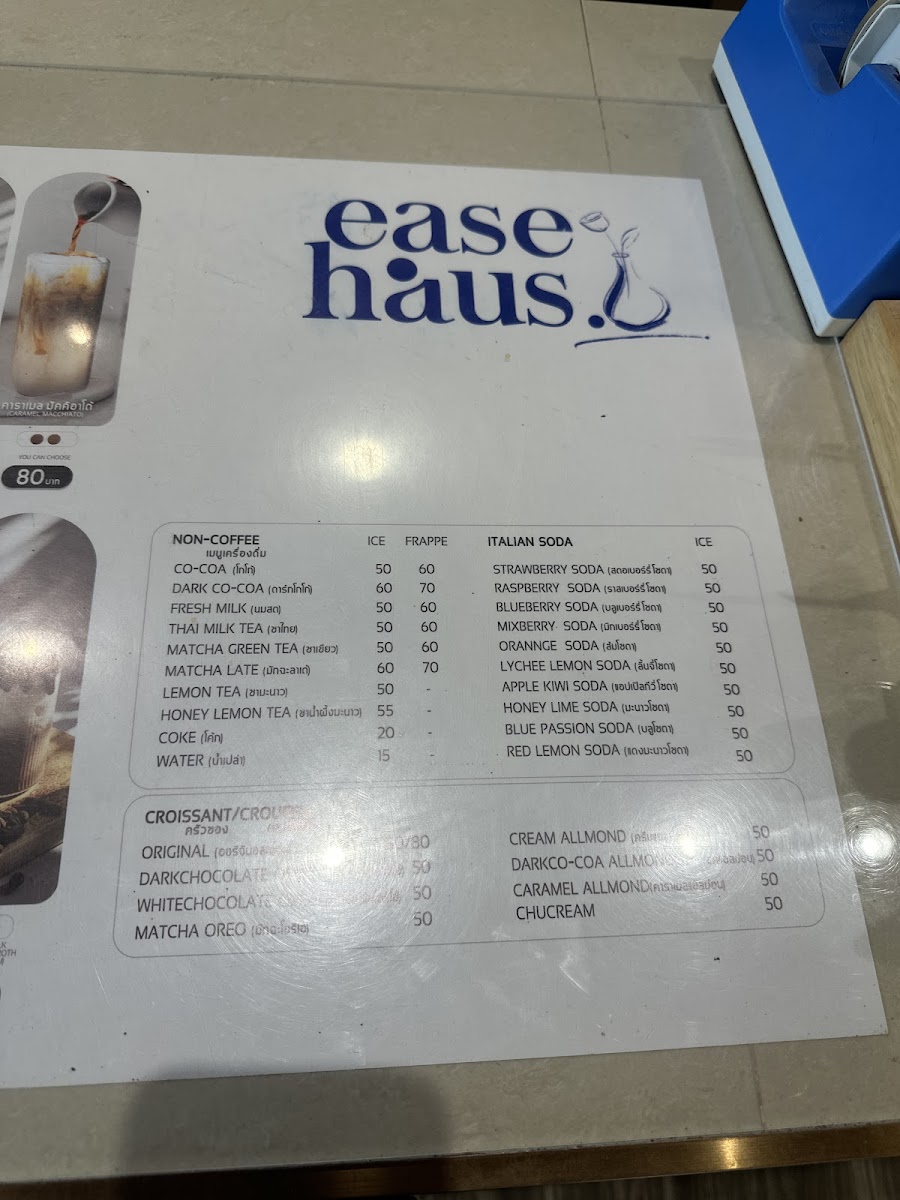 ease
haus.
คาราเมล มัคคิอาโต้
(CARAMEL MACCHIATO)
YOU CAN CHOOSE
80 บาท
NON-COFFEE ICE FRAPPE
เมนูเครื่องดื่ม
CO-COA (โกโก้) 50 60
DARK CO-COA (ดาร์กโกโก้) 60 70
FRESH MILK (นมสด) 50 60
THAI MILK TEA (ชาไทย) 50 60
MATCHA GREEN TEA (ชาเขียว) 50 60
MATCHA LATE (มัทฉะลาเต้) 60 70
LEMON TEA (ชามะนาว) 50 -
HONEY LEMON TEA (ชาน้ำผึ้งมะนาว) 55 -
COKE (โค้ก) 20 -
WATER (น้ำเปล่า) 15 -
ITALIAN SODA ICE
STRAWBERRY SODA (สตอเบอร์รี่โซดา) 50
RASPBERRY SODA (ราสเบอร์รี่โซดา) 50
BLUEBERRY SODA (บลูเบอร์รี่โซดา) 50
MIXBERRY SODA (มิกเบอร์รี่โซดา) 50
ORANNGE SODA (ส้มโซดา) 50
LYCHEE LEMON SODA (ลิ้นจี่โซดา) 50
APPLE KIWI SODA (แอปเปิลกีวี่โซดา) 50
HONEY LIME SODA (มะนาวโซดา) 50
BLUE PASSION SODA (บลูโซดา) 50
RED LEMON SODA (แดงมะนาวโซดา) 50
CROISSANT/
ครัวซอง
ORIGINAL /80
DARKCHOCOLATE 50
WHITECHOCOLATE 50
MATCHA OREO (มัทฉะโอริโอ) 50
CREAM ALLMOND 50
DARKCO-COA 50
CARAMEL ALLMOND (คาราเมลแอลม่อน) 50
CHUCREAM 50